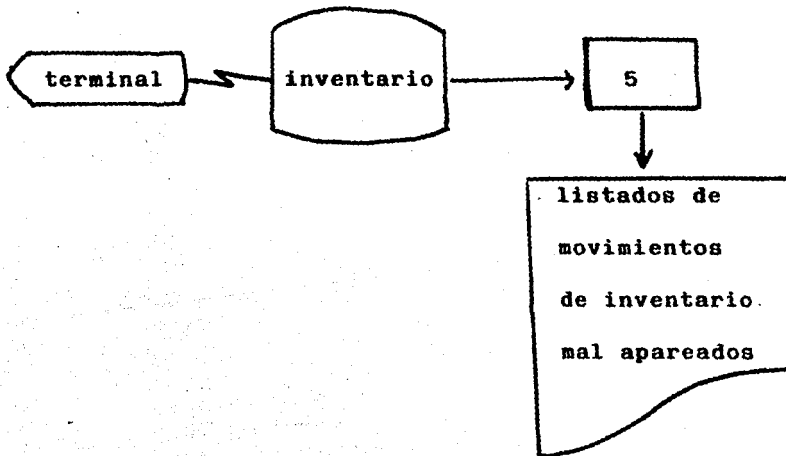 terminal
inventario
5
listados de
movimientos
de inventario
mal apareados